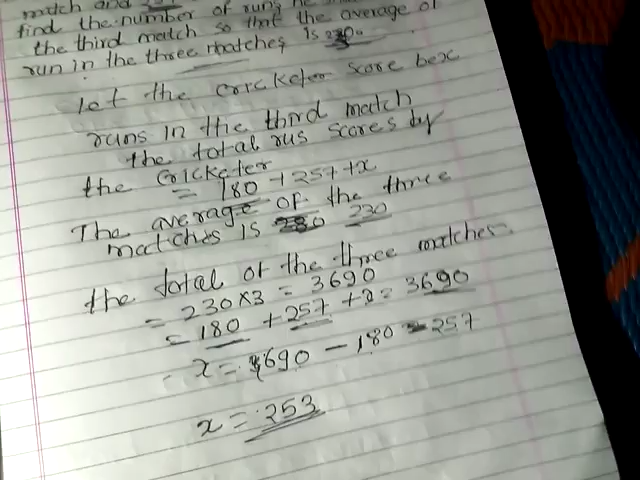 match and
find the number of runs he
the third match so that the average of
run in the three matches is 230
Let the cricketer score be x
runs in the third match
the total rus scores by
the cricketer
= 180 + 257 + x
The average of the three
matches is 230
the total of the three matches.
= 230 × 3 = 3690
= 180 + 257 + x = 3690
x = 690 - 180 - 257
x = 253